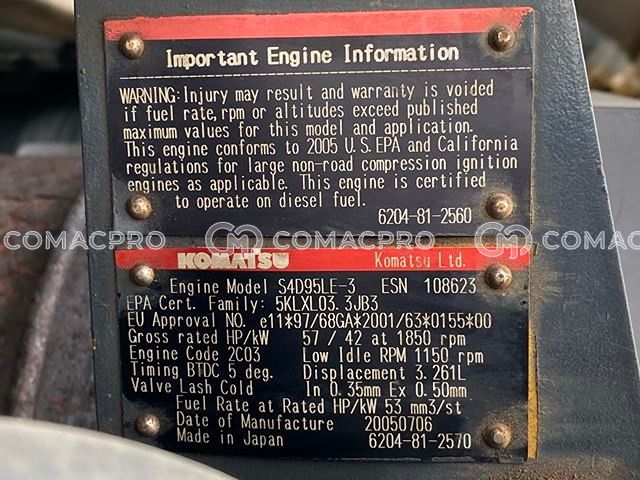 Important Engine Information
WARNING: Injury may result and warranty is voided
if fuel rate, rpm or altitudes exceed published
maximum values for this model and application.
This engine conforms to 2005 U.S. EPA and California
regulations for large non-road compression ignition
engines as applicable. This engine is certified
to operate on diesel fuel.
6204-81-2560
COMACPRO COMACPRO COMACPRO
KOMATSU Komatsu Ltd.
Engine Model S4D95LE-3 ESN 108623
EPA Cert. Family: 5KLXL03.3JB3
EU Approval NO. e11*97/68GA*2001/63*0155*00
Gross rated HP/kW 57 / 42 at 1850 rpm
Engine Code 2C03 Low Idle RPM 1150 rpm
Timing BTDC 5 deg. Displacement 3.261L
Valve Lash Cold In 0.35mm Ex 0.50mm
Fuel Rate at Rated HP/kW 53 mm3/st
Date of Manufacture 20050706
Made in Japan 6204-81-2570